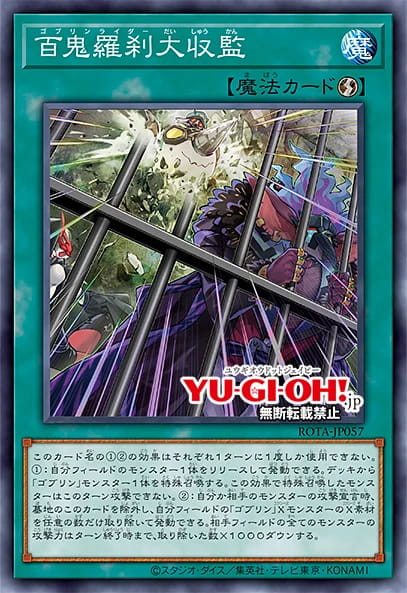 ゴブリンライダー だい しゅう かん
百鬼羅刹大収監
魔
まほう
【魔法カード】
ユウギオウドットジェイピー
YU-GI-OH!.jp
無断転載禁止
ROTA-JP057
このカード名の①②の効果はそれぞれ1ターンに1度しか使用できない。
①:自分フィールドのモンスター1体をリリースして発動できる。デッキから
「ゴブリン」モンスター1体を特殊召喚する。この効果で特殊召喚したモンス
ターはこのターン攻撃できない。②:自分か相手のモンスターの攻撃宣言時、
墓地のこのカードを除外し、自分フィールドの「ゴブリン」XモンスターのX素材
を任意の数だけ取り除いて発動できる。相手フィールドの全てのモンスターの
攻撃力はターン終了時まで、取り除いた数×1000ダウンする。
©スタジオ・ダイス/集英社・テレビ東京・KONAMI